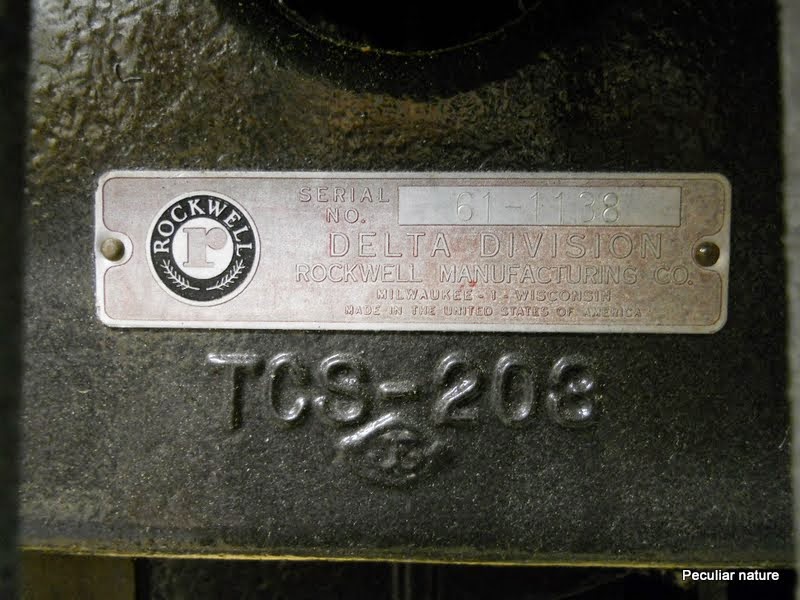 SERIAL
NO.
61-1138
DELTA DIVISION
ROCKWELL MANUFACTURING CO.
MILWAUKEE - 1 - WISCONSIN
MADE IN THE UNITED STATES OF AMERICA
ROCKWELL
r
TCS-203
Peculiar nature